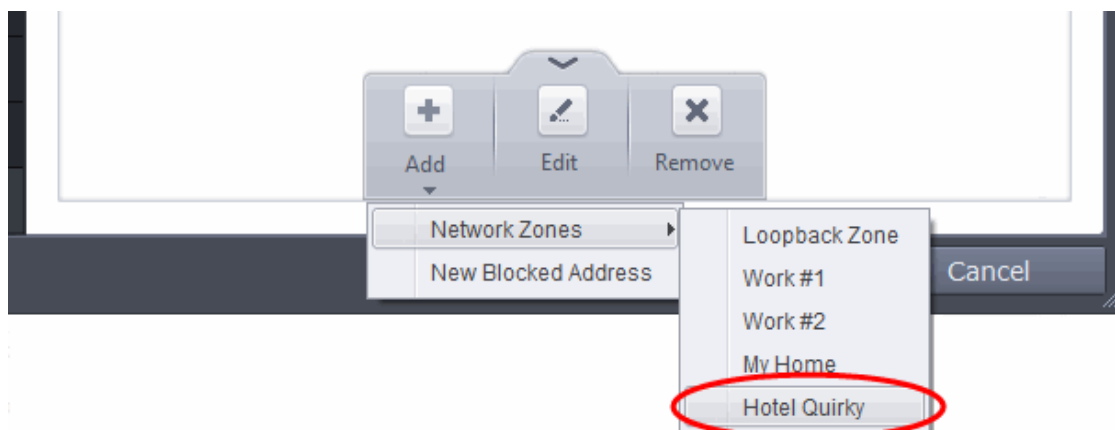 Add Edit Remove
Network Zones
New Blocked Address
Loopback Zone
Work #1
Work #2
My Home
Hotel Quirky
Cancel